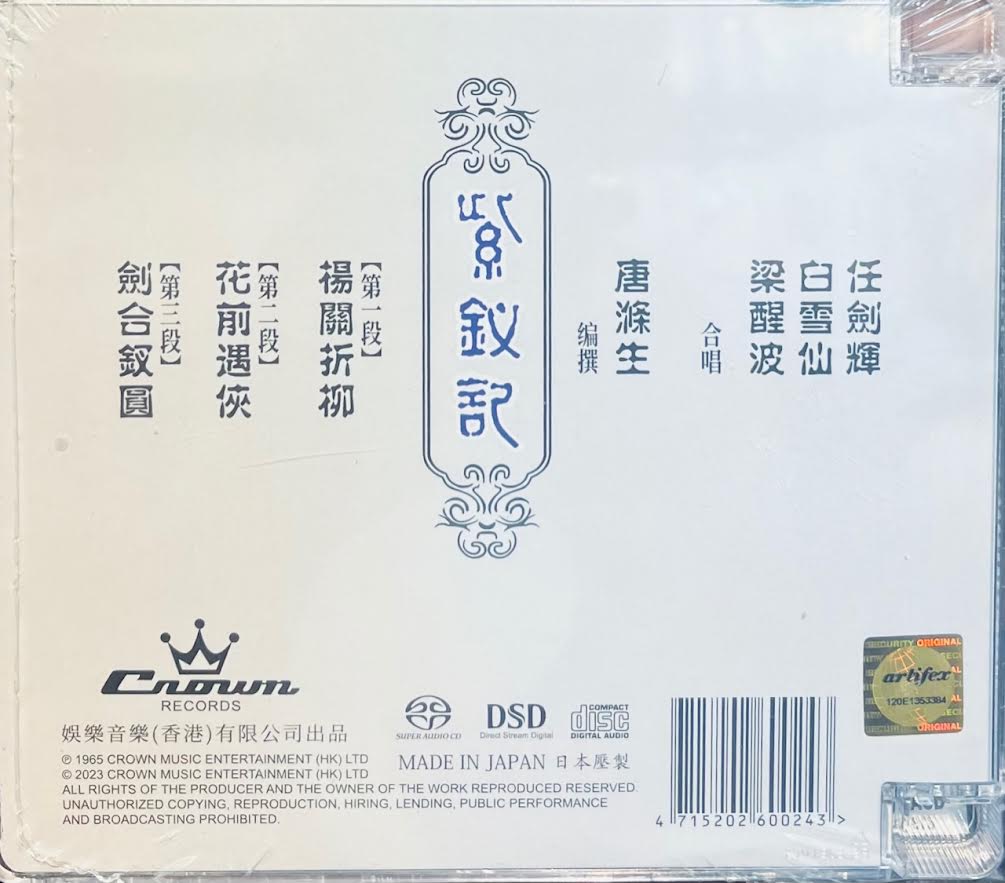 任劍輝
白雪仙
梁醒波
合唱
唐滌生
编撰
紫釵記
【第一段】
楊關折柳
【第二段】
花前遇俠
【第三段】
劍合釵圓
Crown
RECORDS
娛樂音樂(香港)有限公司出品
℗ 1965 CROWN MUSIC ENTERTAINMENT (HK) LTD
© 2023 CROWN MUSIC ENTERTAINMENT (HK) LTD
ALL RIGHTS OF THE PRODUCER AND THE OWNER OF THE WORK REPRODUCED RESERVED.
UNAUTHORIZED COPYING, REPRODUCTION, HIRING, LENDING, PUBLIC PERFORMANCE
AND BROADCASTING PROHIBITED.
SUPER AUDIO CD
DSD
Direct Stream Digital
COMPACT
disc
DIGITAL AUDIO
MADE IN JAPAN 日本壓製
4 715202 600243 >
SECURITY ORIGINAL
artifex
120E1353384
ORIGINAL